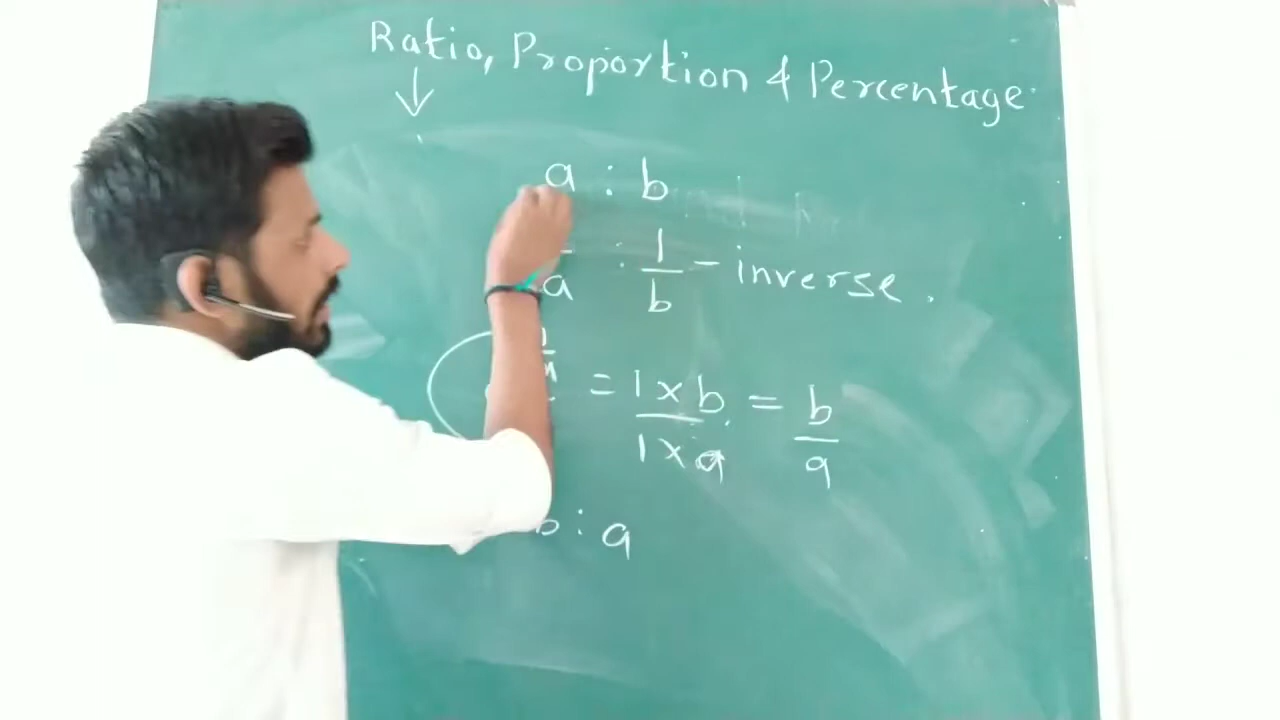 Ratio, Proportion & Percentage.
↓
a : b
a : 1/b - inverse.
= 1×b/1×a = b/a
b : a